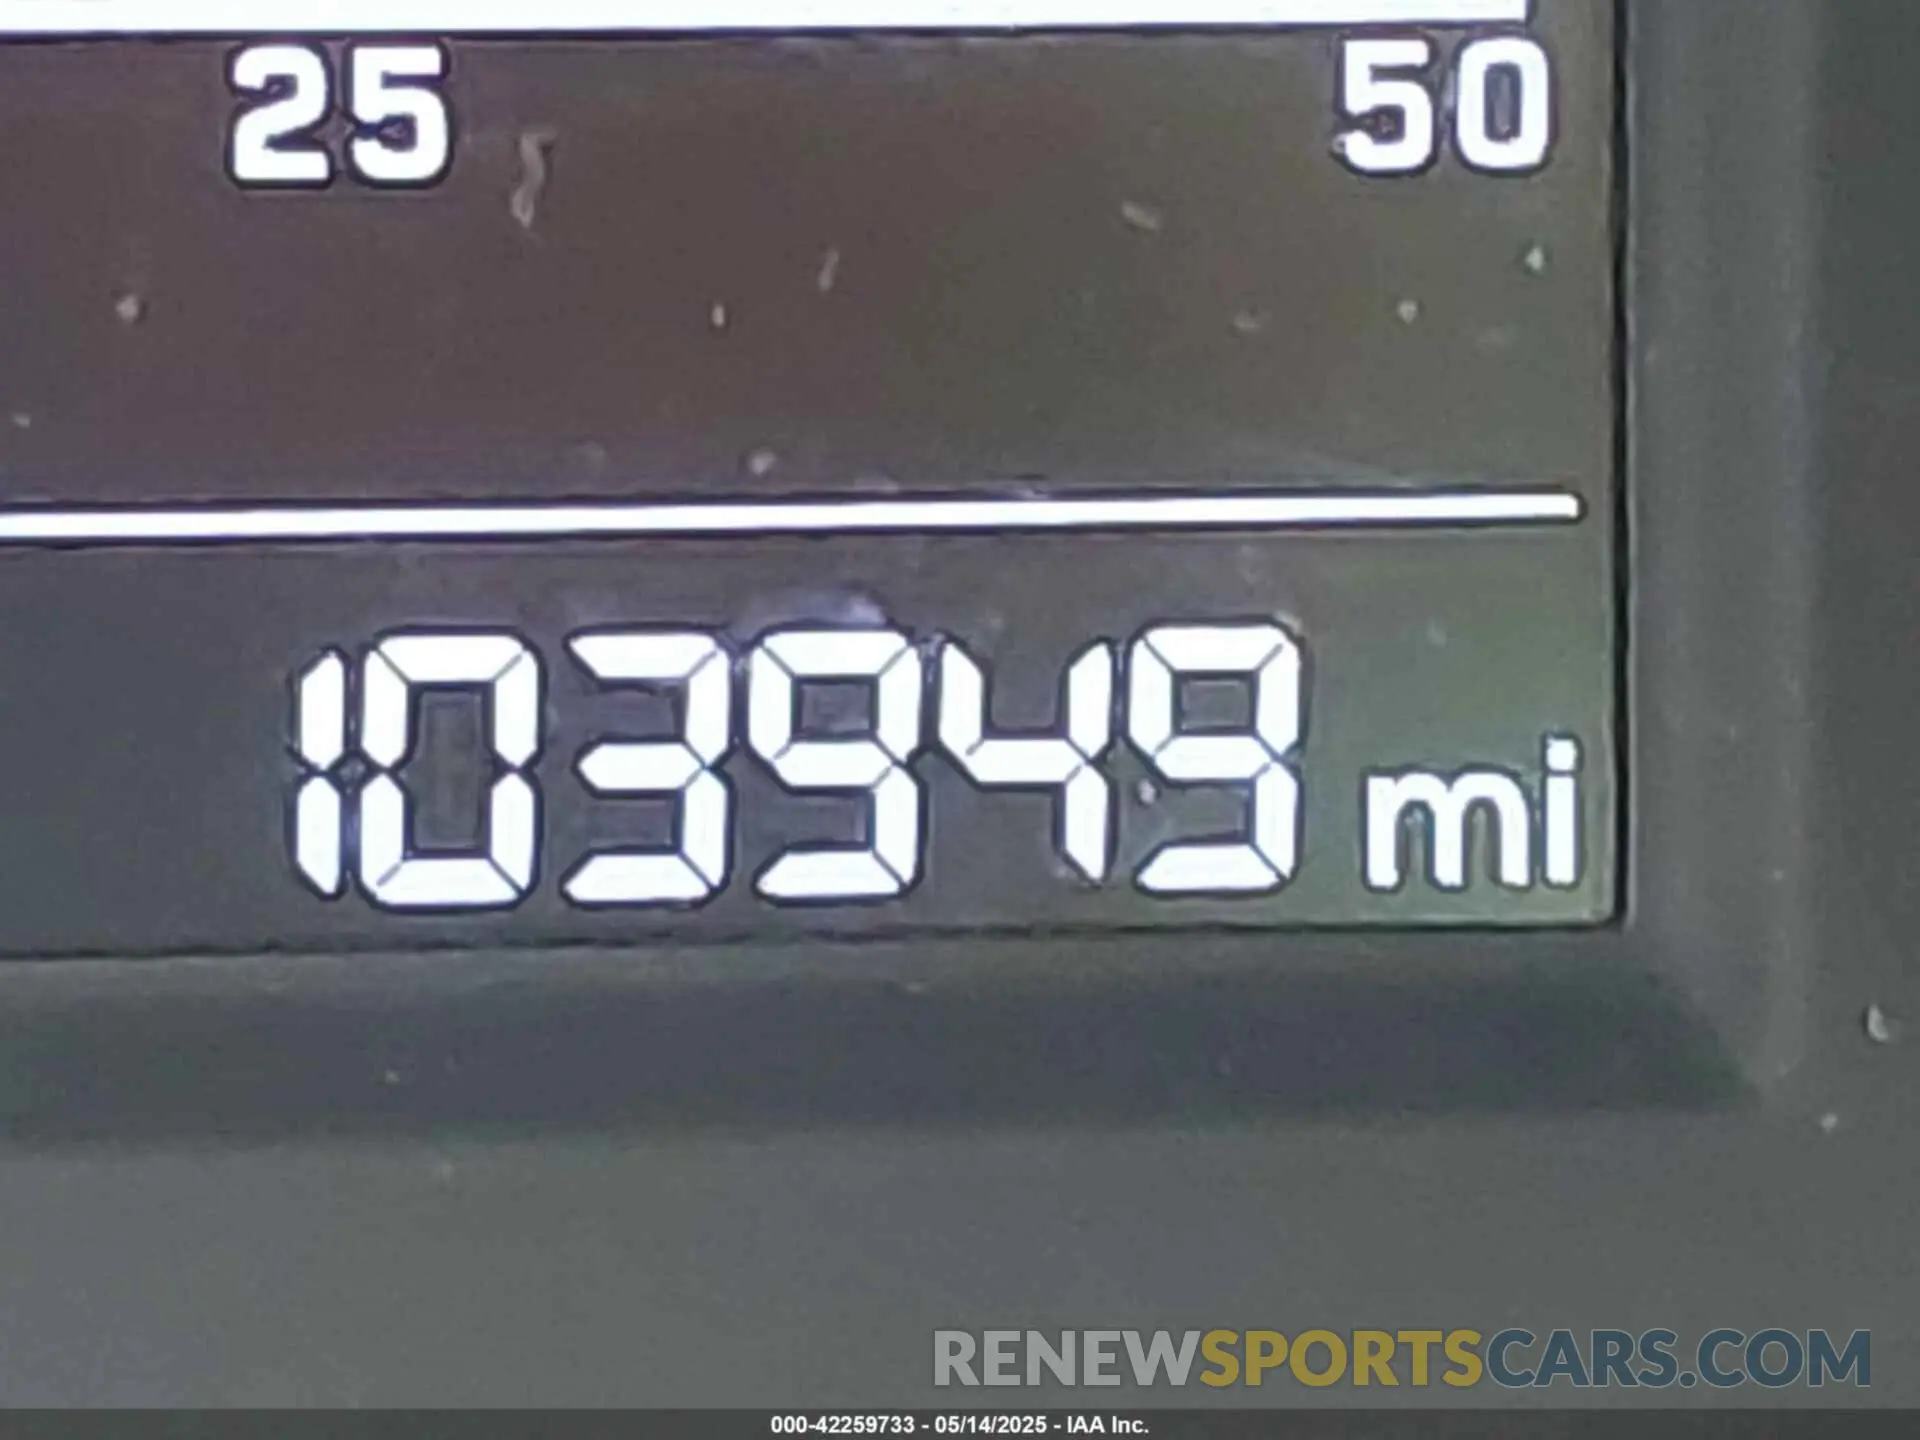 25 50
103949 mi
RENEWSPORTSCARS.COM
000-42259733 - 05/14/2025 - IAA Inc.